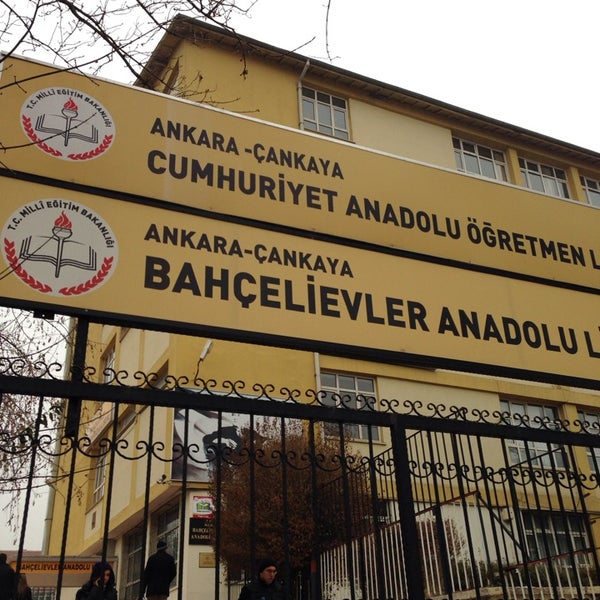 T.C. MİLLİ EĞİTİM BAKANLIĞI
ANKARA -ÇANKAYA
CUMHURİYET ANADOLU ÖĞRETMEN L
T.C. MİLLİ EĞİTİM BAKANLIĞI
ANKARA-ÇANKAYA
BAHÇELİEVLER ANADOLU L
BAHÇELİ
ANADOLU